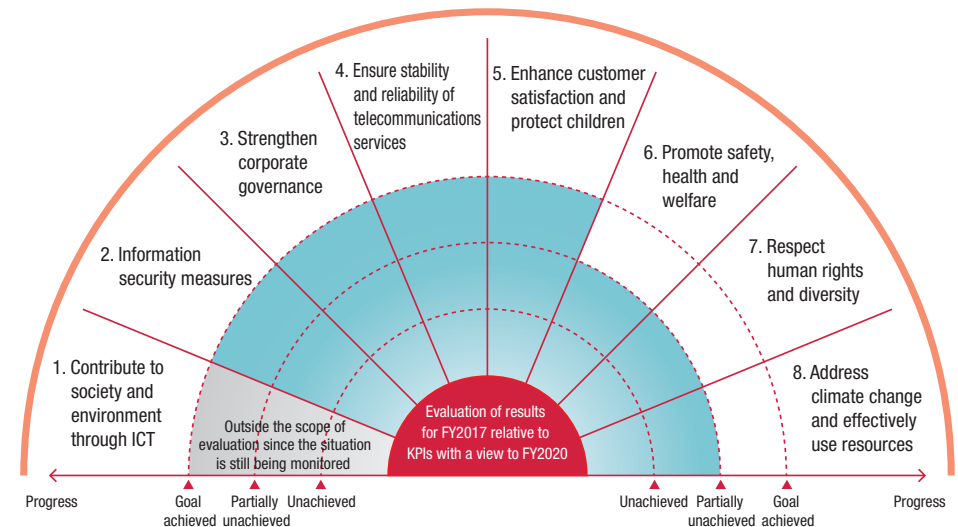 4. Ensure stability
and reliability of
telecommunications
services
5. Enhance customer
satisfaction and
protect children
3. Strengthen
corporate
governance
6. Promote safety,
health and
welfare
2. Information
security measures
7. Respect
human rights
and diversity
1. Contribute to
society and
environment
through ICT
8. Address
climate change
and effectively
use resources
Outside the scope of
evaluation since the situation
is still being monitored
Evaluation of results
for FY2017 relative to
KPIs with a view to FY2020
Progress
Goal
achieved
Partially
unachieved
Unachieved
Unachieved
Partially
unachieved
Goal
achieved
Progress